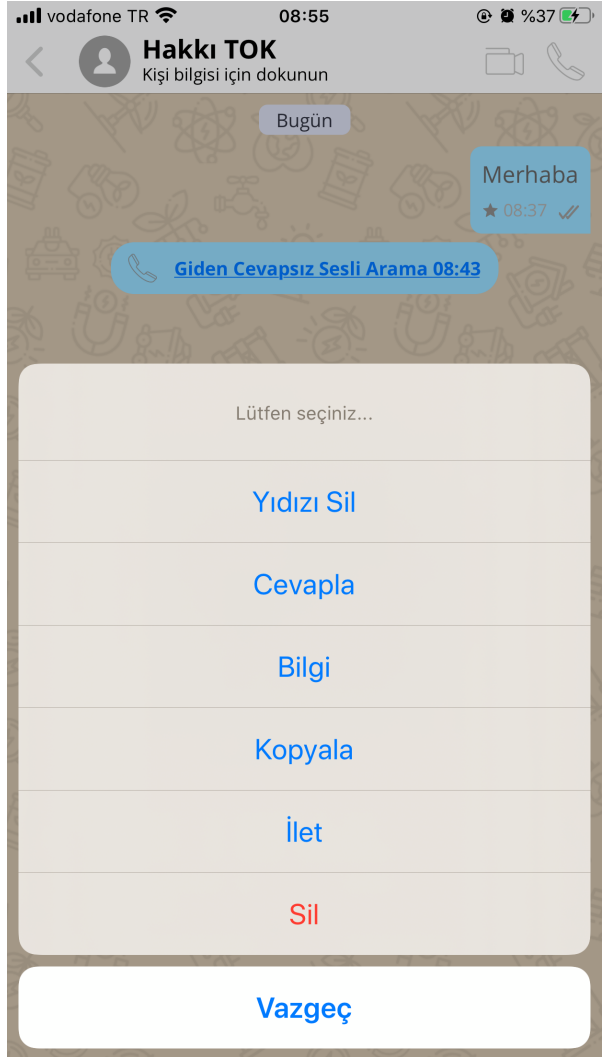 vodafone TR 08:55 %37
Hakkı TOK
Kişi bilgisi için dokunun
Bugün
Merhaba
08:37
Giden Cevapsız Sesli Arama 08:43
Lütfen seçiniz...
Yıdızı Sil
Cevapla
Bilgi
Kopyala
İlet
Sil
Vazgeç